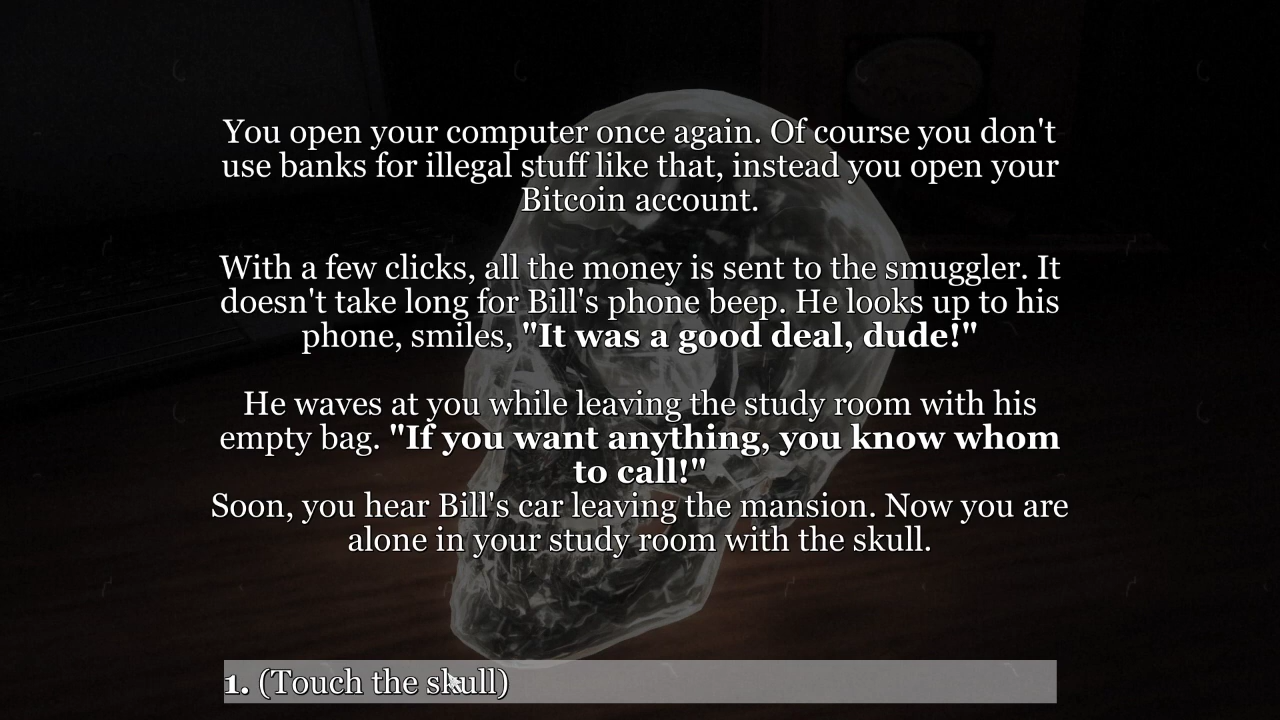 You open your computer once again. Of course you don't
use banks for illegal stuff like that, instead you open your
Bitcoin account.
With a few clicks, all the money is sent to the smuggler. It
doesn't take long for Bill's phone beep. He looks up to his
phone, smiles, "It was a good deal, dude!"
He waves at you while leaving the study room with his
empty bag. "If you want anything, you know whom
to call!"
Soon, you hear Bill's car leaving the mansion. Now you are
alone in your study room with the skull.
1. (Touch the skull)